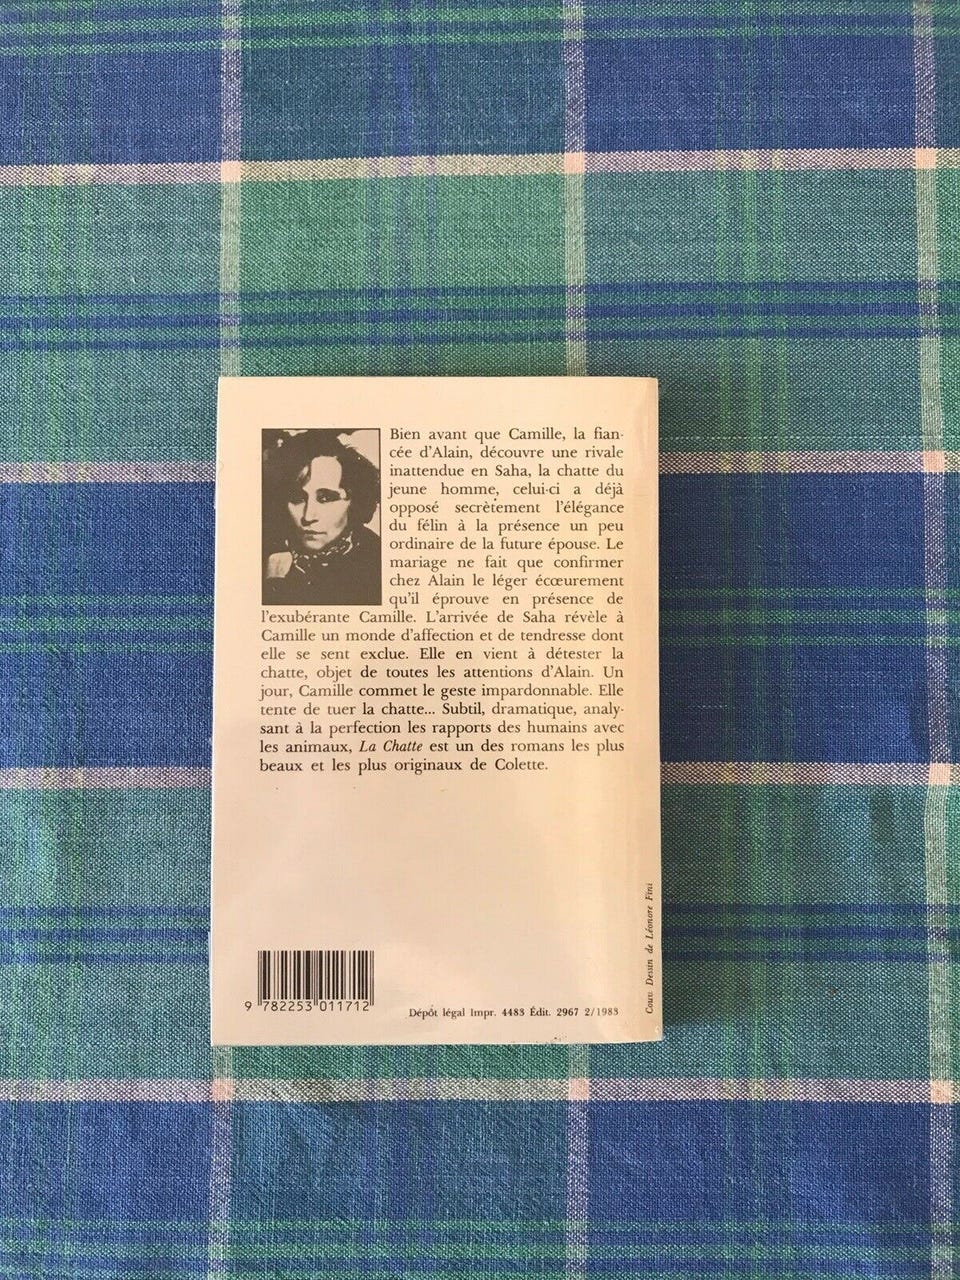 Bien avant que Camille, la fian-
cée d'Alain, découvre une rivale
inattendue en Saha, la chatte du
jeune homme, celui-ci a déjà
opposé secrètement l'élégance
du félin à la présence un peu
ordinaire de la future épouse. Le
mariage ne fait que confirmer
chez Alain le léger écœurement
qu'il éprouve en présence de
l'exubérante Camille. L'arrivée de Saha révèle à
Camille un monde d'affection et de tendresse dont
elle se sent exclue. Elle en vient à détester la
chatte, objet de toutes les attentions d'Alain. Un
jour, Camille commet le geste impardonnable. Elle
tente de tuer la chatte... Subtil, dramatique, analy-
sant à la perfection les rapports des humains avec
les animaux, La Chatte est un des romans les plus
beaux et les plus originaux de Colette.
9 782253 011712
Dépôt légal Impr. 4483 Édit. 2967 2/1983
Couv. Dessin de Léonore Fini